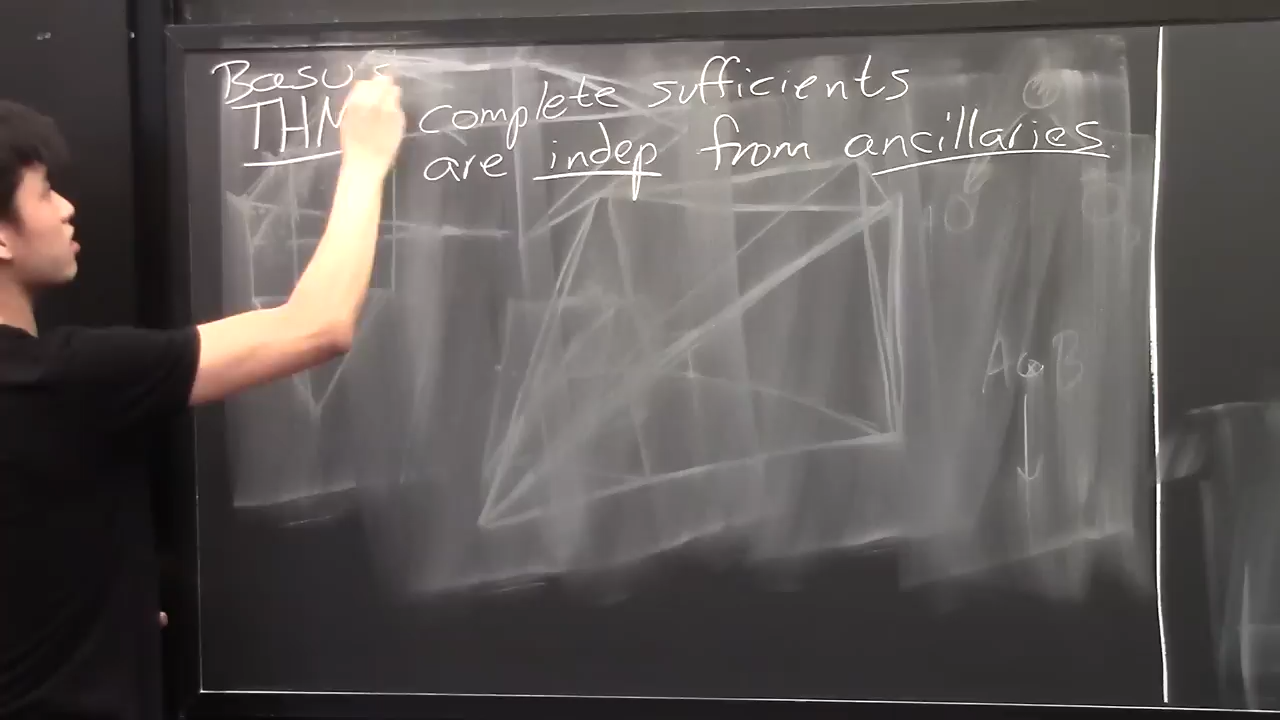 Basu's complete sufficients
THM are indep from ancillaries
A ∞ B